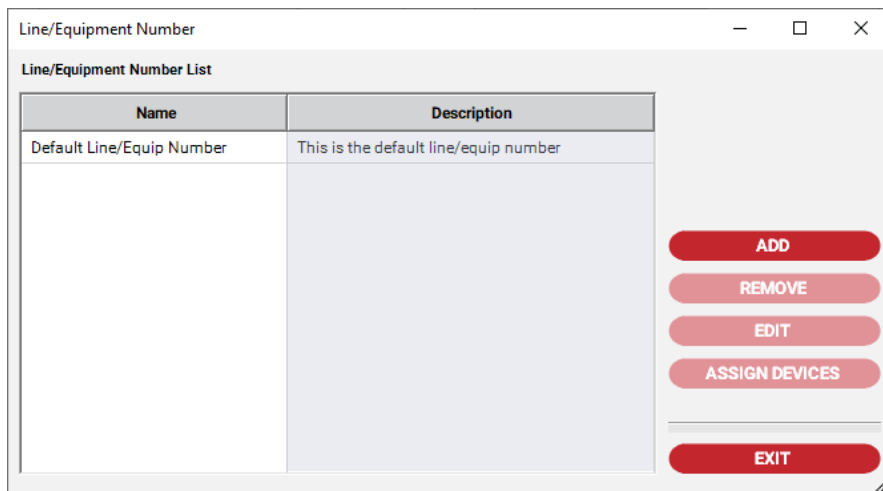 Line/Equipment Number
Line/Equipment Number List
Name Description
Default Line/Equip Number This is the default line/equip number
ADD
REMOVE
EDIT
ASSIGN DEVICES
EXIT